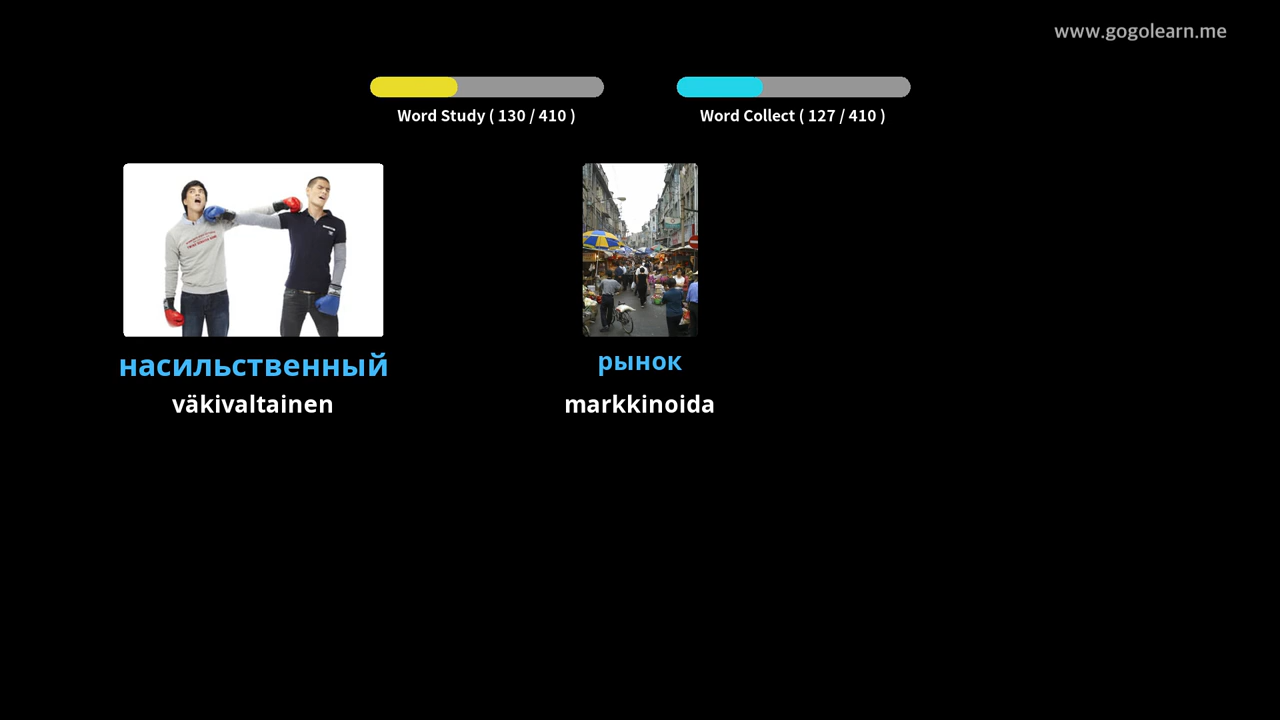 www.gogolearn.me
Word Study ( 130 / 410 )
Word Collect ( 127 / 410 )
насильственный
väkivaltainen
рынок
markkinoida